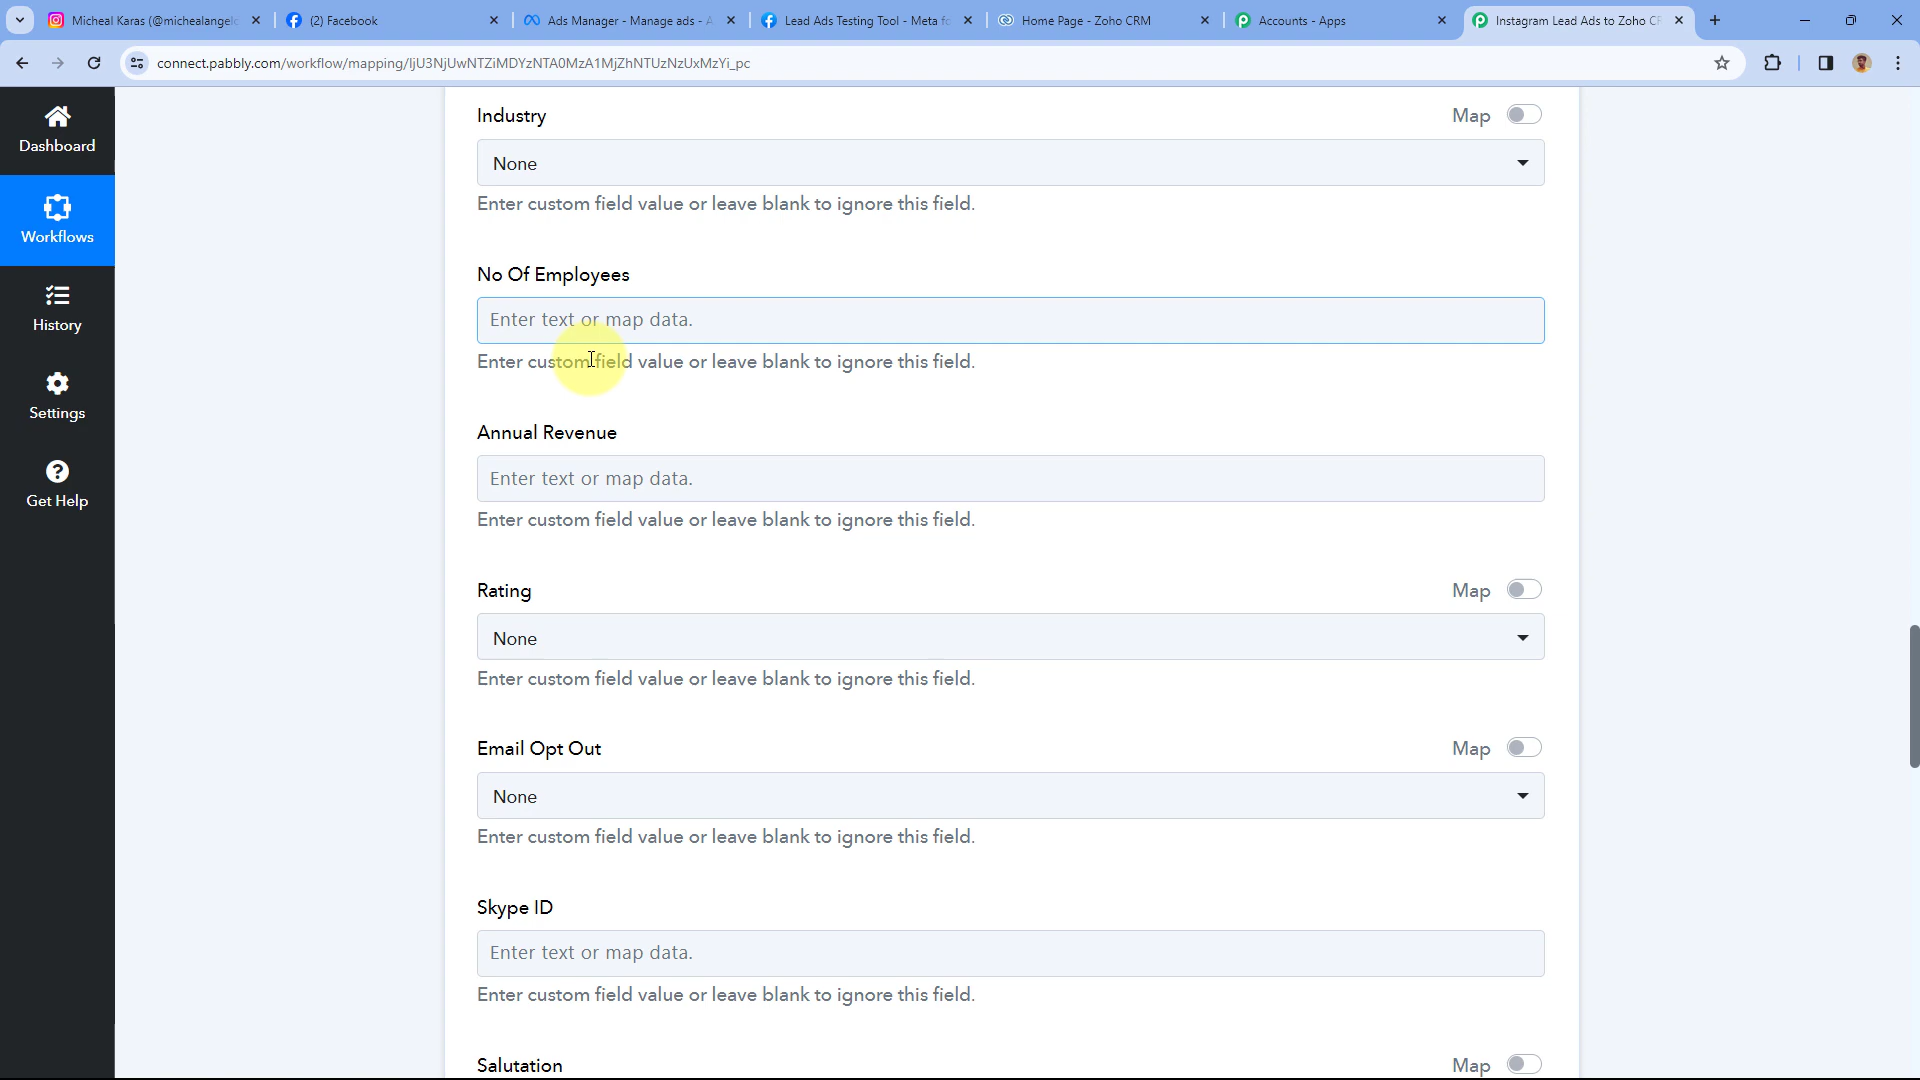 Micheal Karas (@michealangelo
(2) Facebook
Ads Manager - Manage ads - A
Lead Ads Testing Tool - Meta fo
Home Page - Zoho CRM
Accounts - Apps
Instagram Lead Ads to Zoho CR
connect.pabbly.com/workflow/mapping/IjU3NjUwNTZiMDYzNTA0MzA1MjZhNTUzNzUxMzYi_pc
Dashboard
Workflows
History
Settings
Get Help
Industry
Map
None
Enter custom field value or leave blank to ignore this field.
No Of Employees
Enter text or map data.
Enter custom field value or leave blank to ignore this field.
Annual Revenue
Enter text or map data.
Enter custom field value or leave blank to ignore this field.
Rating
Map
None
Enter custom field value or leave blank to ignore this field.
Email Opt Out
Map
None
Enter custom field value or leave blank to ignore this field.
Skype ID
Enter text or map data.
Enter custom field value or leave blank to ignore this field.
Salutation
Map